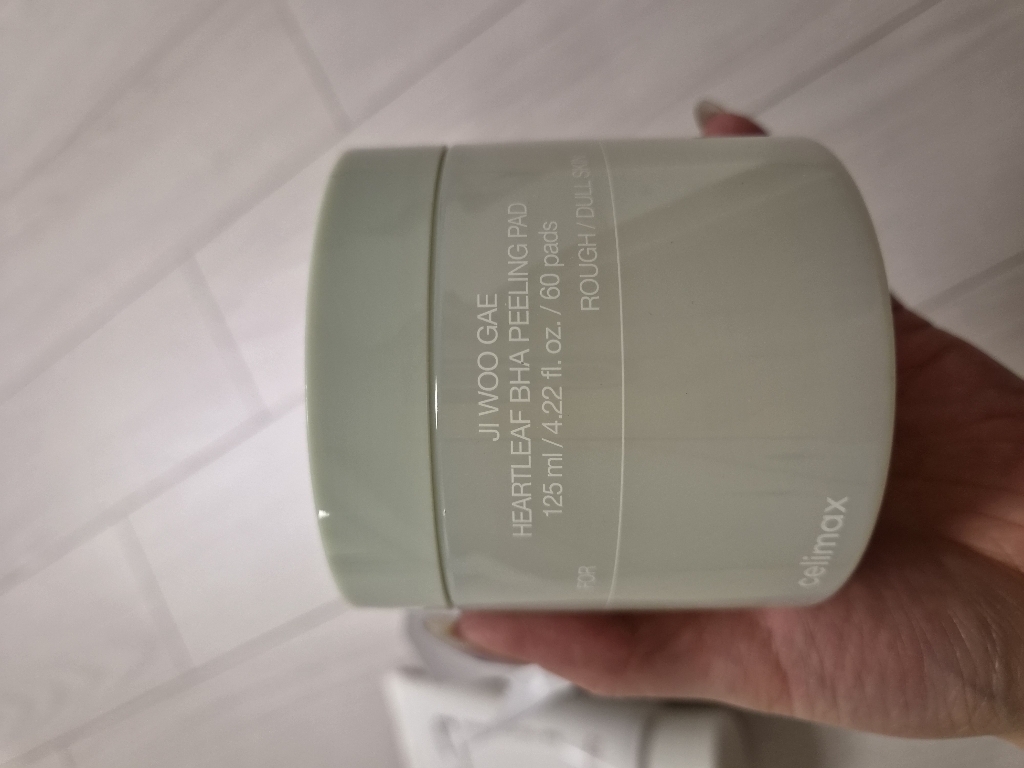 JI WOO GAE
HEARTLEAF BHA PEELING PAD
125 ml / 4.22 fl. oz. / 60 pads
FOR
ROUGH / DULL SKIN
celimax